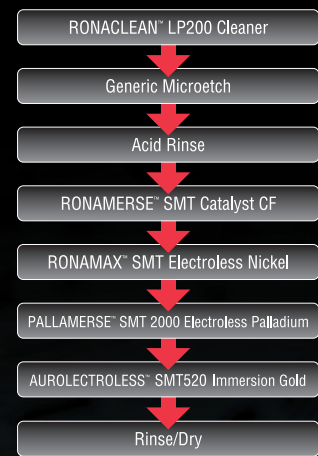 RONACLEAN™ LP200 Cleaner
Generic Microetch
Acid Rinse
RONAMERSE™ SMT Catalyst CF
RONAMAX™ SMT Electroless Nickel
PALLAMERSE™ SMT 2000 Electroless Palladium
AUROLECTROLESS™ SMT520 Immersion Gold
Rinse/Dry